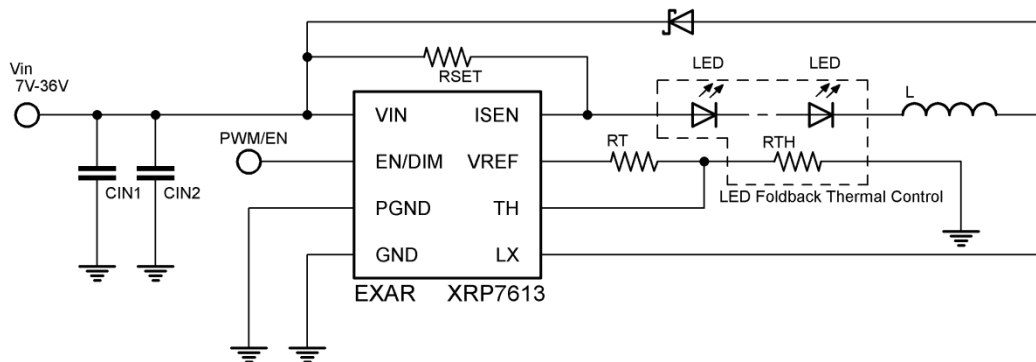 Vin
7V-36V
RSET
LED
LED
L
VIN
ISEN
PWM/EN
EN/DIM
VREF
RT
RTH
CIN1
CIN2
PGND
TH
LED Foldback Thermal Control
GND
LX
EXAR XRP7613